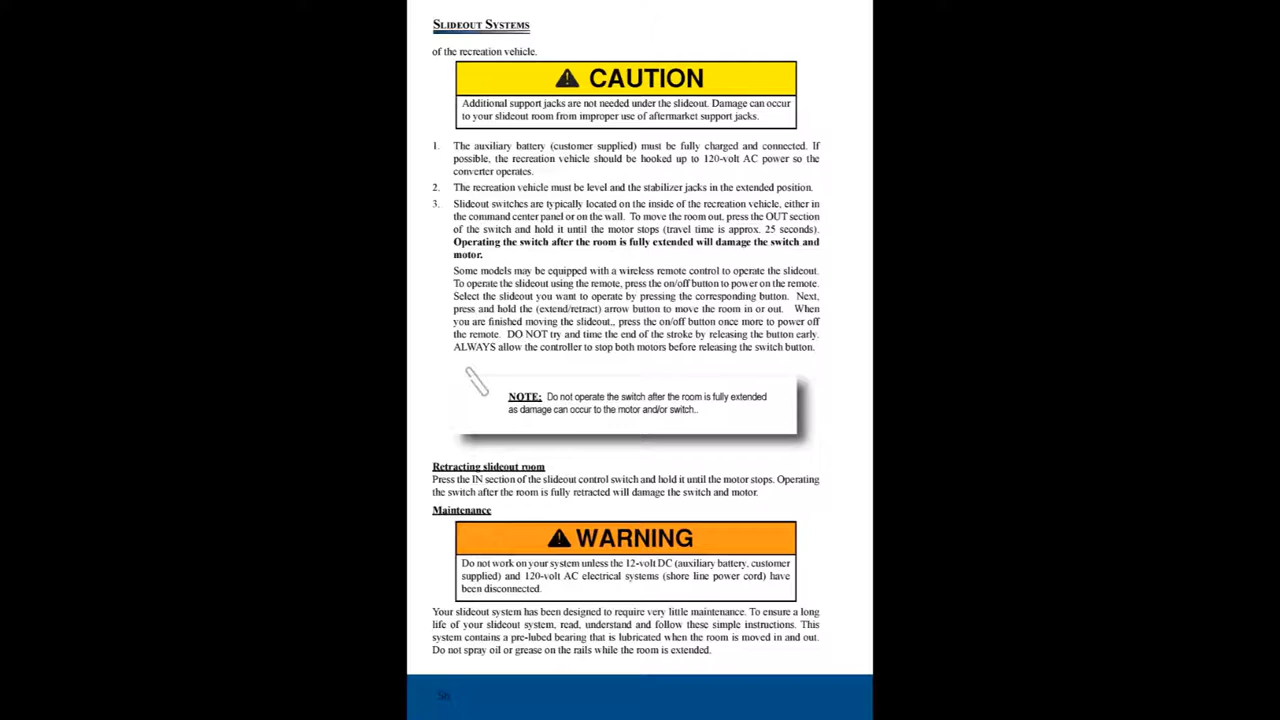 SLIDEOUT SYSTEMS
of the recreation vehicle.
CAUTION
Additional support jacks are not needed under the slideout. Damage can occur
to your slideout room from improper use of aftermarket support jacks.
1. The auxiliary battery (customer supplied) must be fully charged and connected. If
possible, the recreation vehicle should be hooked up to 120-volt AC power so the
converter operates.
2. The recreation vehicle must be level and the stabilizer jacks in the extended position.
3. Slideout switches are typically located on the inside of the recreation vehicle, either in
the command center panel or on the wall. To move the room out, press the OUT section
of the switch and hold it until the motor stops (travel time is approx. 25 seconds).
Operating the switch after the room is fully extended will damage the switch and
motor.
Some models may be equipped with a wireless remote control to operate the slideout.
To operate the slideout using the remote, press the on/off button to power on the remote.
Select the slideout you want to operate by pressing the corresponding button. Next,
press and hold the (extend/retract) arrow button to move the room in or out. When
you are finished moving the slideout,, press the on/off button once more to power off
the remote. DO NOT try and time the end of the stroke by releasing the button early.
ALWAYS allow the controller to stop both motors before releasing the switch button.
NOTE: Do not operate the switch after the room is fully extended
as damage can occur to the motor and/or switch..
Retracting slideout room
Press the IN section of the slideout control switch and hold it until the motor stops. Operating
the switch after the room is fully retracted will damage the switch and motor.
Maintenance
WARNING
Do not work on your system unless the 12-volt DC (auxiliary battery, customer
supplied) and 120-volt AC electrical systems (shore line power cord) have
been disconnected.
Your slideout system has been designed to require very little maintenance. To ensure a long
life of your slideout system, read, understand and follow these simple instructions. This
system contains a pre-lubed bearing that is lubricated when the room is moved in and out.
Do not spray oil or grease on the rails while the room is extended.
56